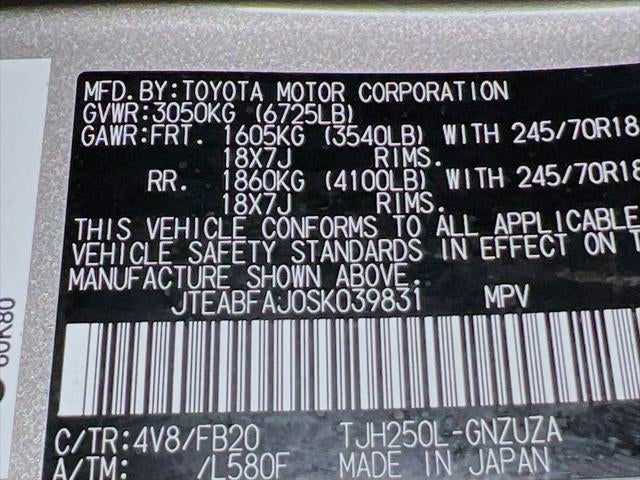 MFD. BY: TOYOTA MOTOR CORPORATION
GVWR: 3050KG (6725LB)
GAWR: FRT. 1605KG (3540LB) WITH 245/70R18
18X7J RIMS.
RR. 1860KG (4100LB) WITH 245/70R18
18X7J RIMS.
THIS VEHICLE CONFORMS TO ALL APPLICABLE
VEHICLE SAFETY STANDARDS IN EFFECT ON
MANUFACTURE SHOWN ABOVE.
JTEABFAJ0SK039831 MPV
C/TR: 4V8/FB20 TJH250L-GNZUZA
A/TM: /L580F MADE IN JAPAN